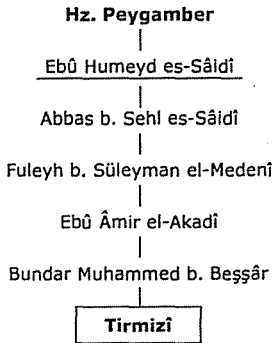 Hz. Peygamber
Ebû Humeyd es-Sâidî
Abbas b. Sehl es-Sâidî
Fuleyh b. Süleyman el-Medenî
Ebû Âmir el-Akadî
Bundar Muhammed b. Beşşâr
Tirmizî